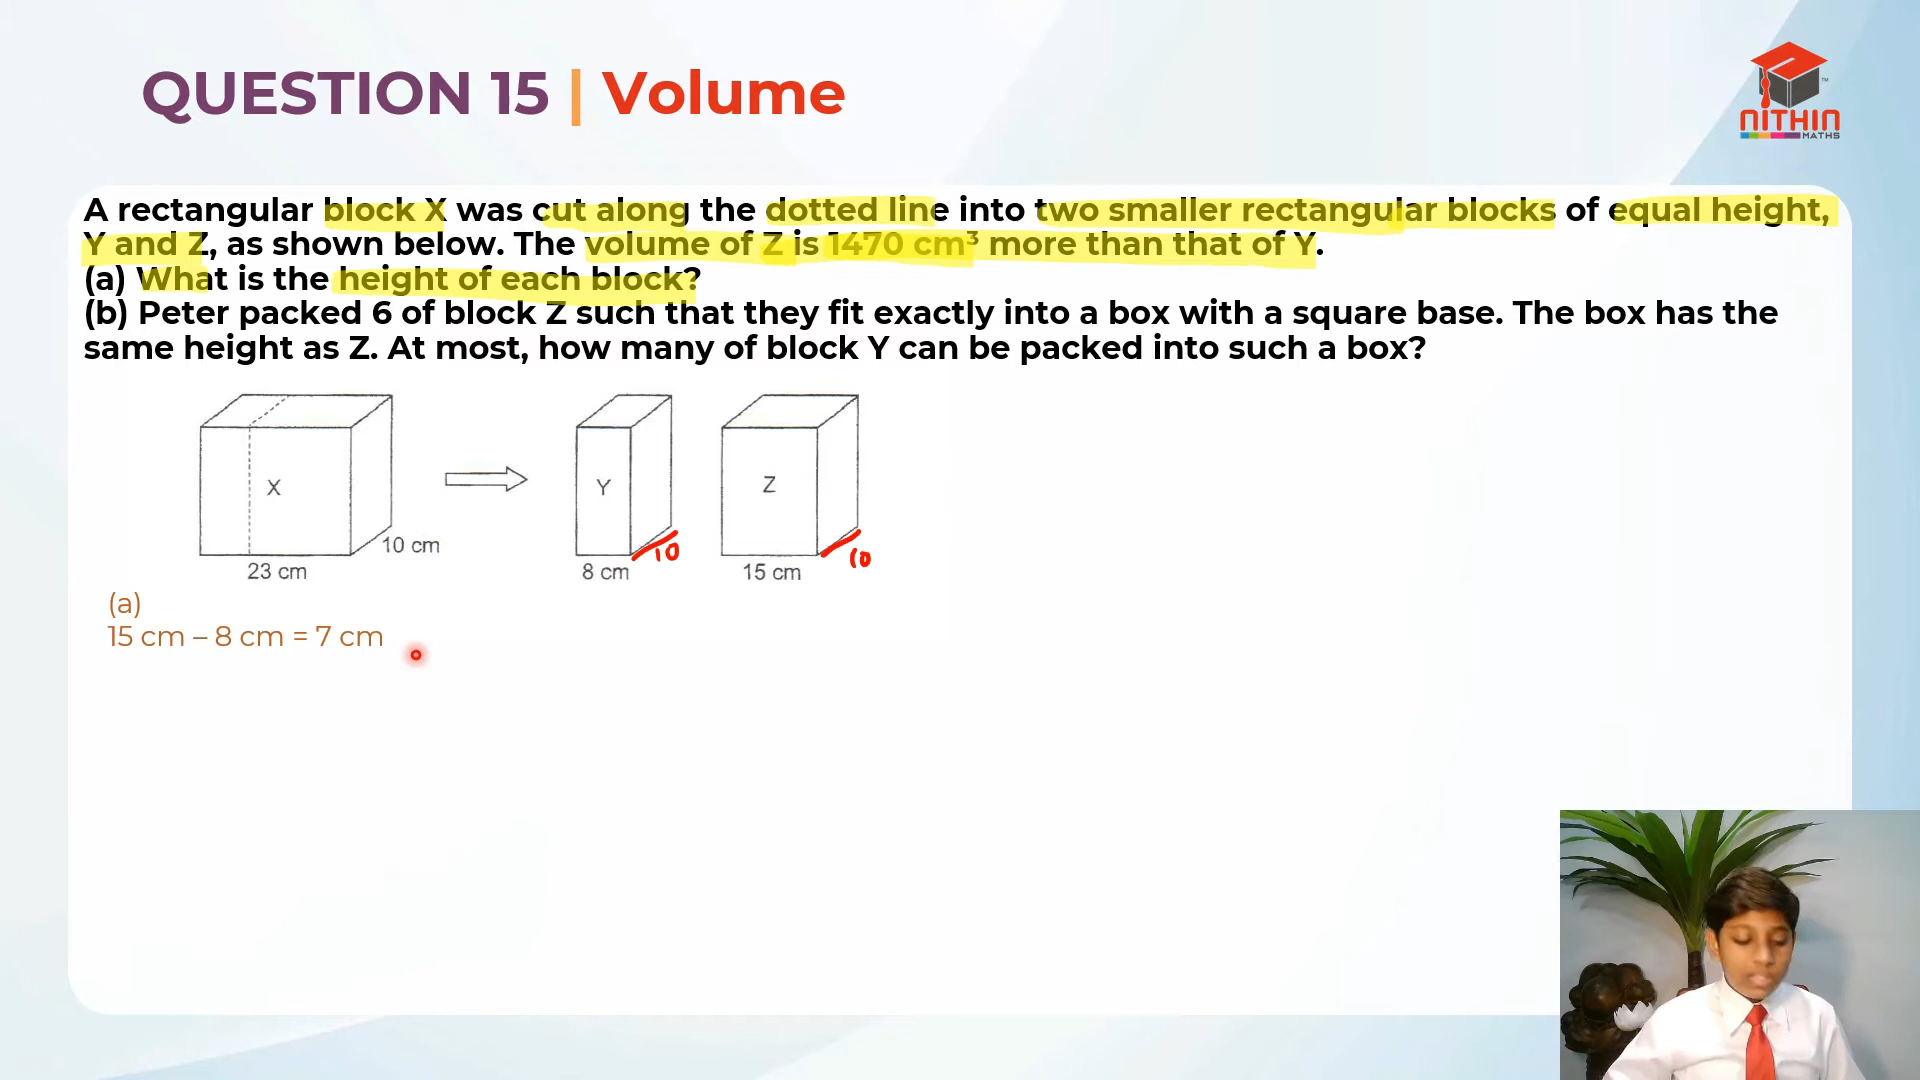 QUESTION 15 | Volume
NITHIN
MATHS
TM
A rectangular block X was cut along the dotted line into two smaller rectangular blocks of equal height,
Y and Z, as shown below. The volume of Z is 1470 cm³ more than that of Y.
(a) What is the height of each block?
(b) Peter packed 6 of block Z such that they fit exactly into a box with a square base. The box has the
same height as Z. At most, how many of block Y can be packed into such a box?
X
Y
Z
10 cm
10
10
23 cm
8 cm
15 cm
(a)
15 cm – 8 cm = 7 cm